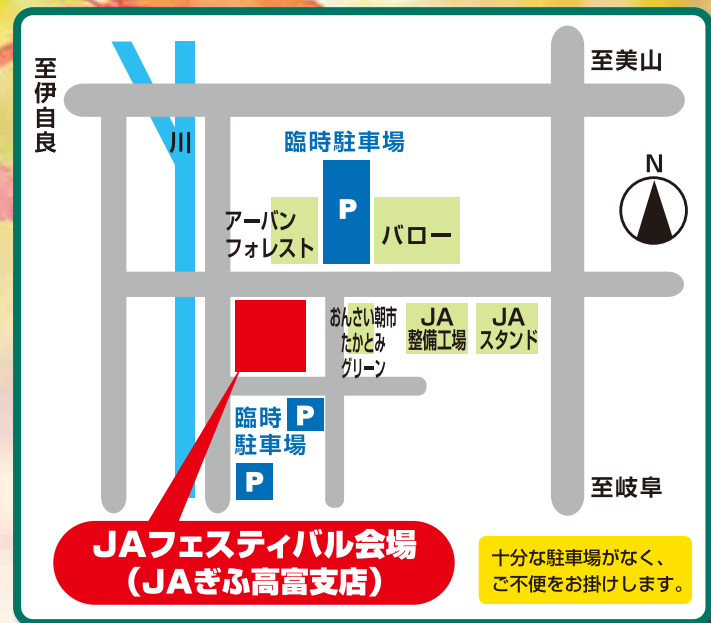 至伊自良
至美山
川
臨時駐車場
P
N
アーバン
フォレスト
バロー
おんさい朝市
たかとみ
グリーン
JA
整備工場
JA
スタンド
臨時
P
駐車場
P
至岐阜
JAフェスティバル会場
(JAぎふ高富支店)
十分な駐車場がなく、
ご不便をお掛けします。